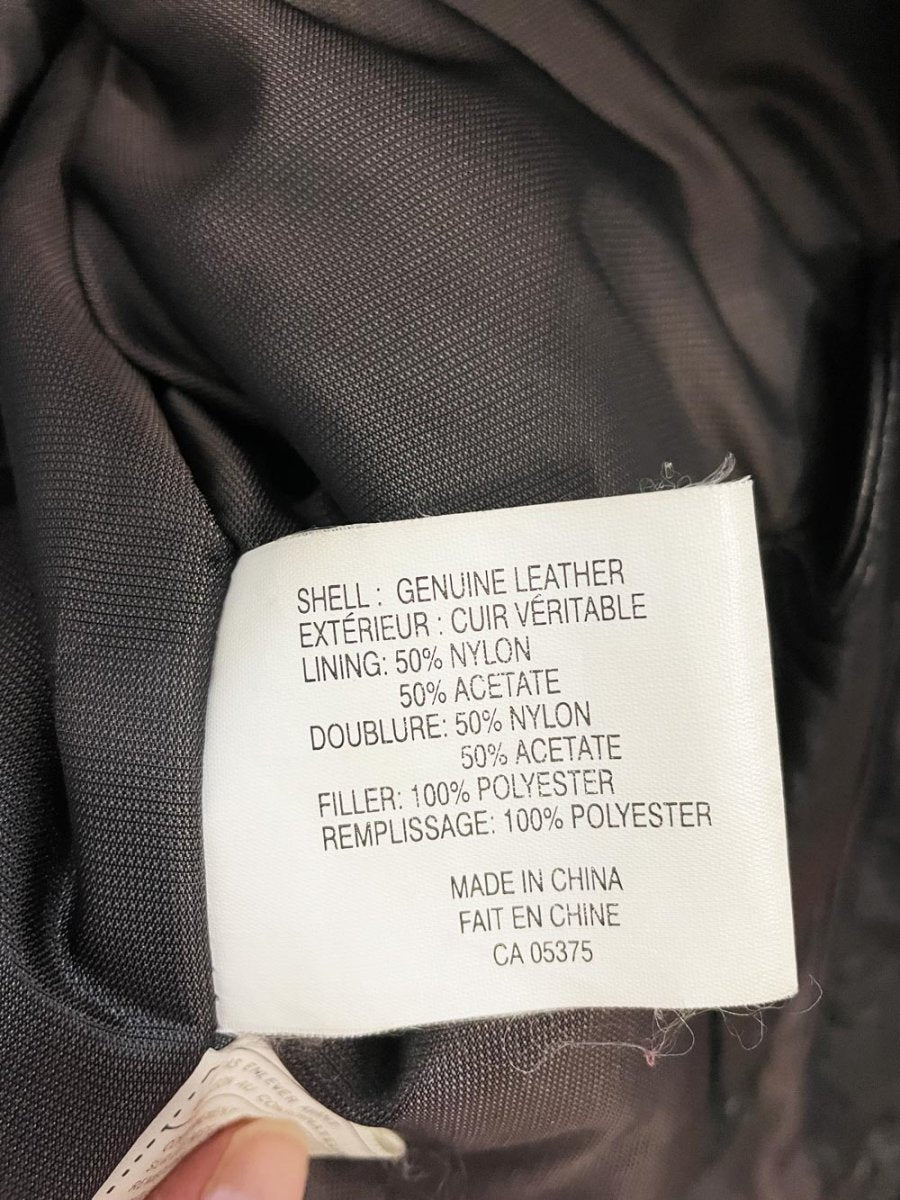 SHELL : GENUINE LEATHER
EXTÉRIEUR : CUIR VÉRITABLE
LINING: 50% NYLON
50% ACETATE
DOUBLURE: 50% NYLON
50% ACETATE
FILLER: 100% POLYESTER
REMPLISSAGE: 100% POLYESTER
MADE IN CHINA
FAIT EN CHINE
CA 05375
ENLEVER